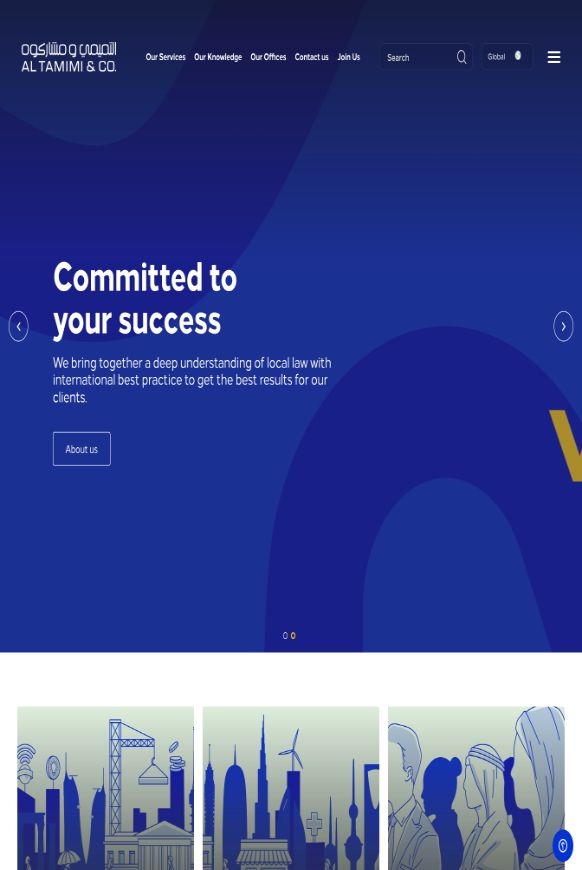 التميمي و مشاركوه
AL TAMIMI & CO.
Our Services Our Knowledge Our Offices Contact us Join Us
Search
Global
Committed to
your success
We bring together a deep understanding of local law with
international best practice to get the best results for our
clients.
About us